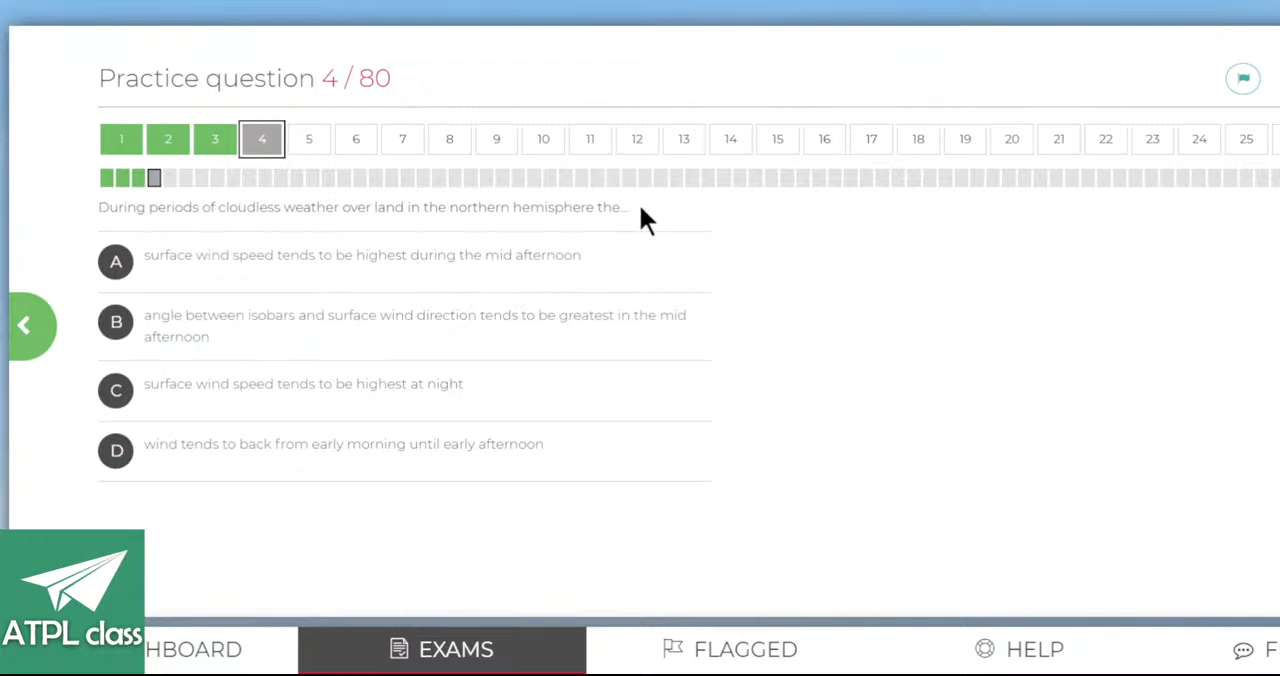 Practice question 4 / 80
1 2 3 4 5 6 7 8 9 10 11 12 13 14 15 16 17 18 19 20 21 22 23 24 25
During periods of cloudless weather over land in the northern hemisphere the...
A surface wind speed tends to be highest during the mid afternoon
B angle between isobars and surface wind direction tends to be greatest in the mid
afternoon
C surface wind speed tends to be highest at night
D wind tends to back from early morning until early afternoon
ATPL class
HBOARD EXAMS FLAGGED HELP F